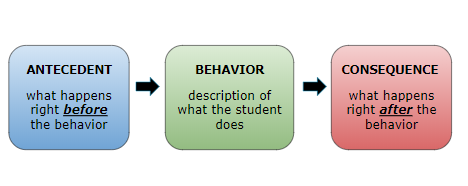 ANTECEDENT
what happens
right before
the behavior
BEHAVIOR
description of
what the student
does
CONSEQUENCE
what happens
right after the
behavior